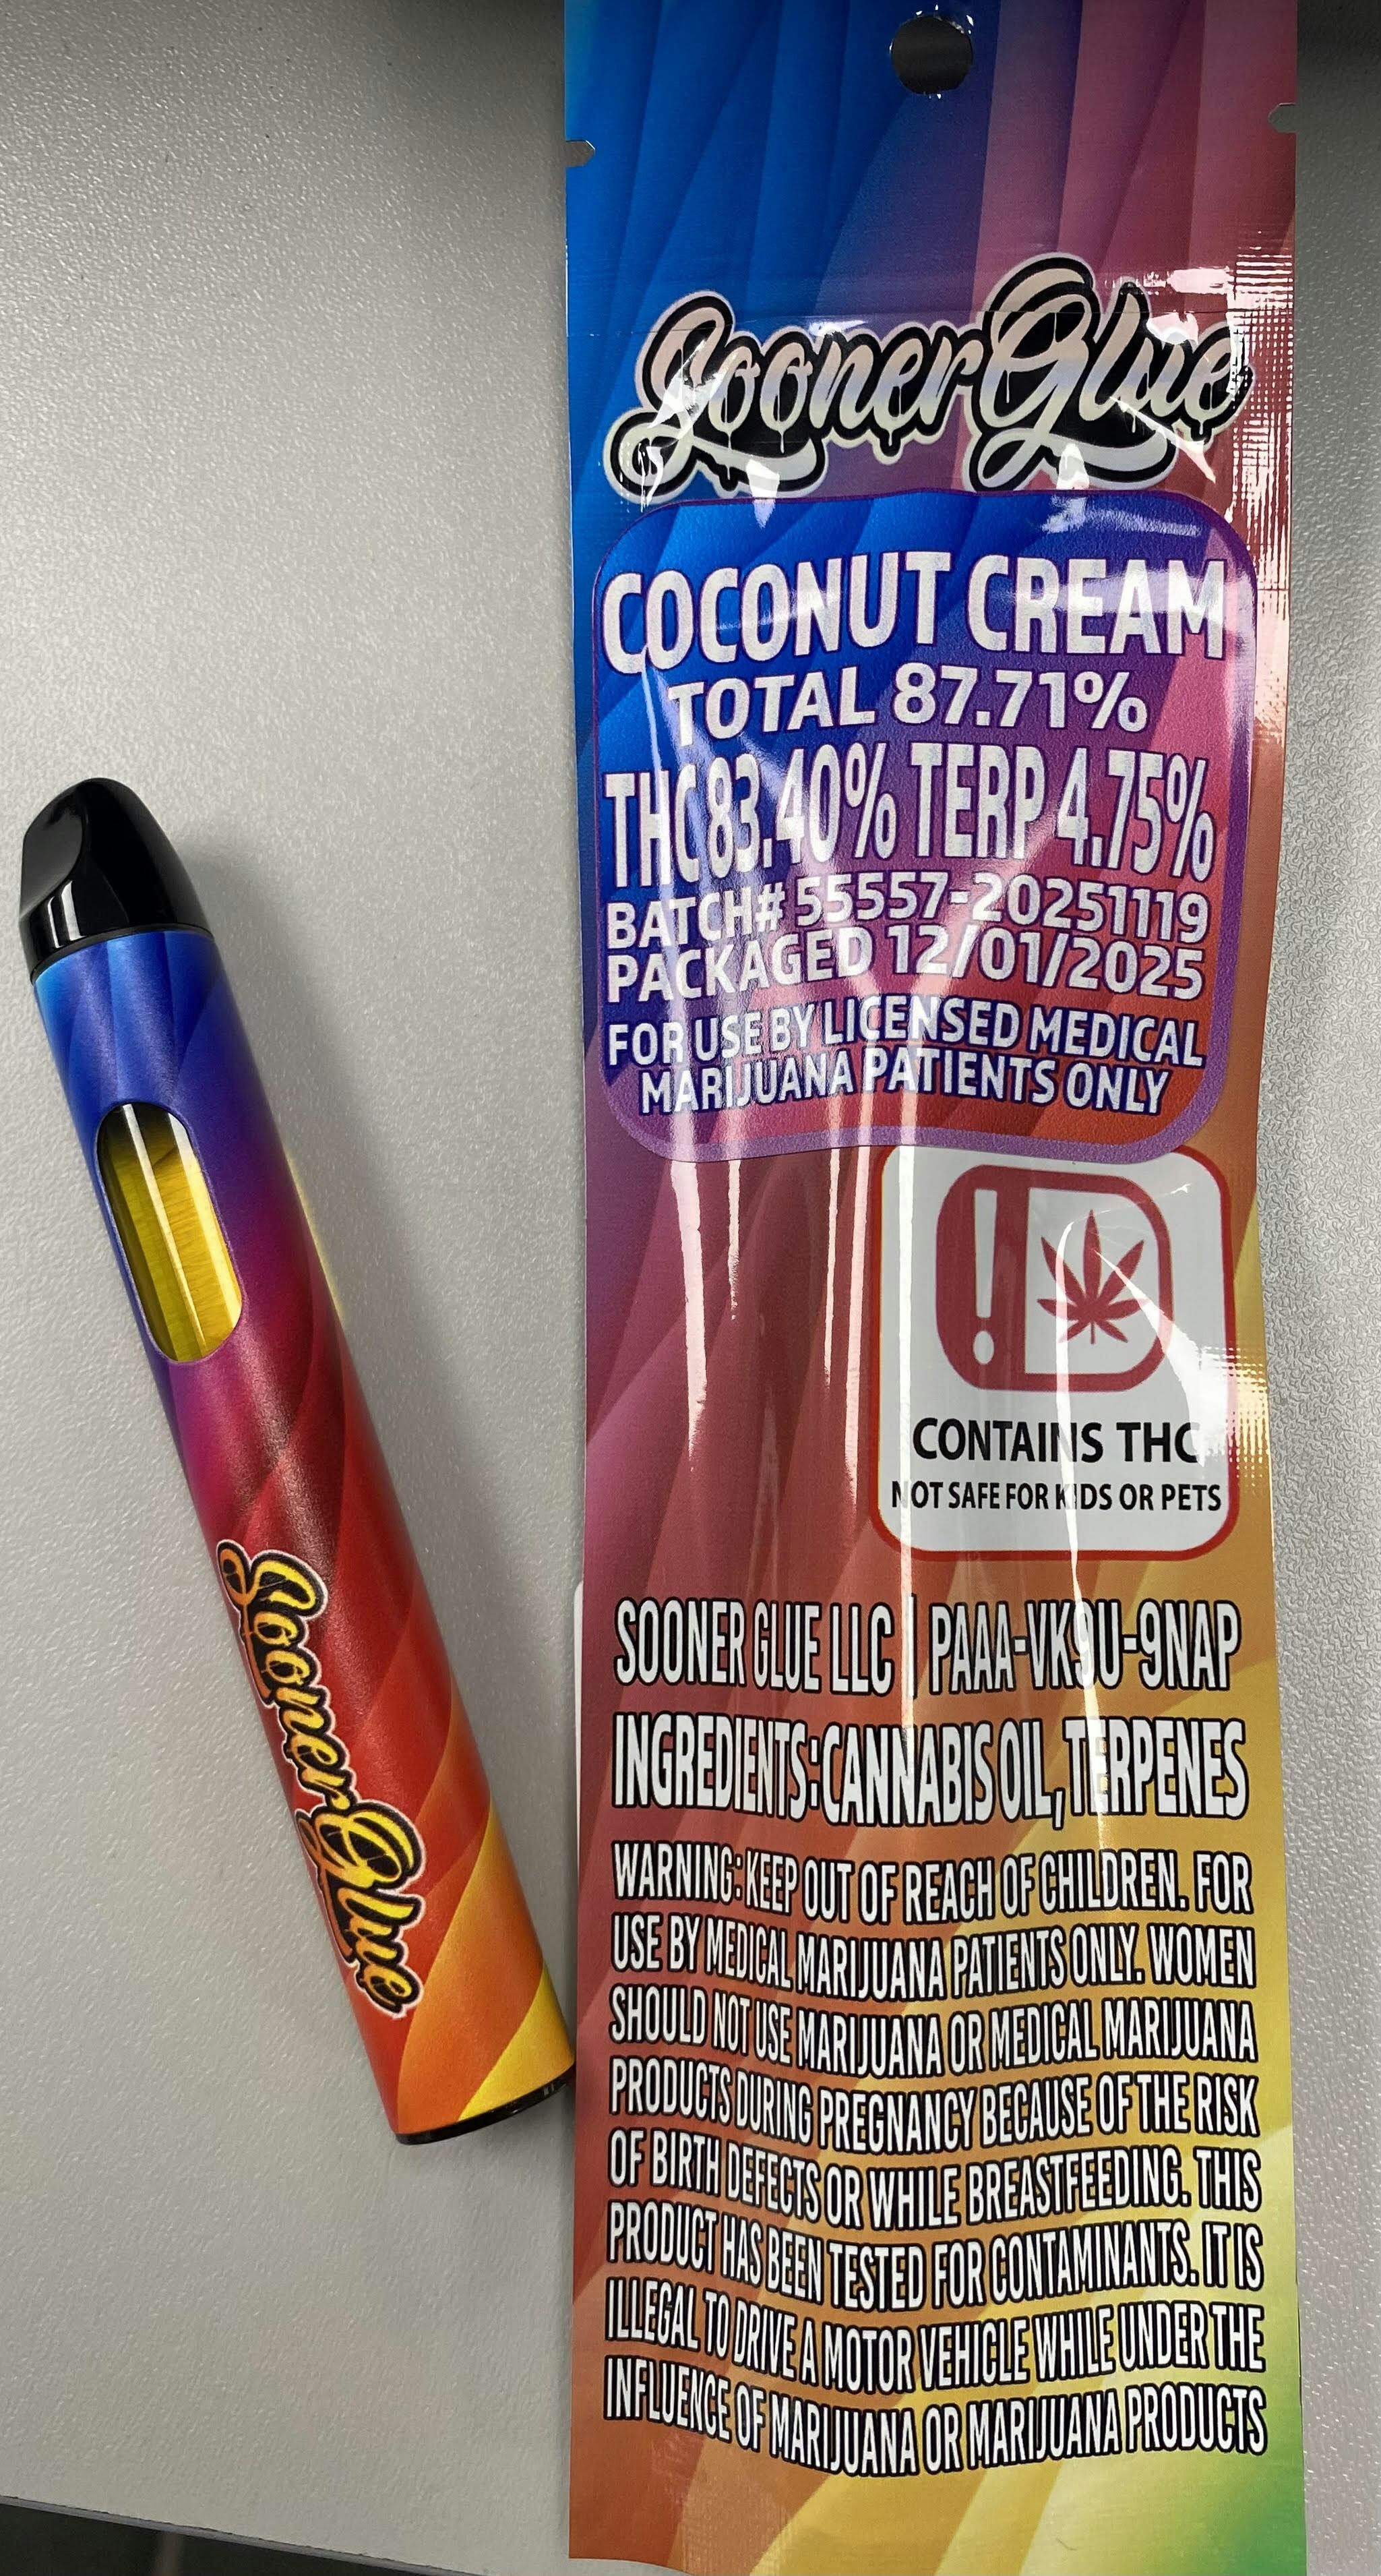 SoonerGlue
COCONUT CREAM
TOTAL 87.71%
THC 83.40% TERP 4.75%
BATCH# 55557-20251119
PACKAGED 12/01/2025
FOR USE BY LICENSED MEDICAL
MARIJUANA PATIENTS ONLY
!
CONTAINS THC
NOT SAFE FOR KIDS OR PETS
SOONER GLUE LLC | PAAA-VK9U-9NAP
INGREDIENTS: CANNABIS OIL, TERPENES
WARNING: KEEP OUT OF REACH OF CHILDREN. FOR
USE BY MEDICAL MARIJUANA PATIENTS ONLY. WOMEN
SHOULD NOT USE MARIJUANA OR MEDICAL MARIJUANA
PRODUCTS DURING PREGNANCY BECAUSE OF THE RISK
OF BIRTH DEFECTS OR WHILE BREASTFEEDING. THIS
PRODUCT HAS BEEN TESTED FOR CONTAMINANTS. IT IS
ILLEGAL TO DRIVE A MOTOR VEHICLE WHILE UNDER THE
INFLUENCE OF MARIJUANA OR MARIJUANA PRODUCTS
SoonerGlue